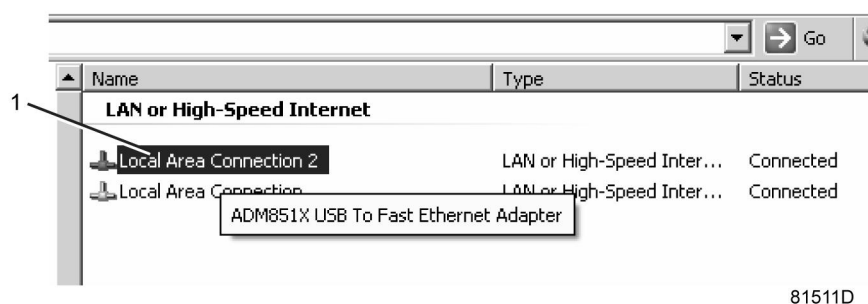 Go
Name Type Status
1
LAN or High-Speed Internet
Local Area Connection 2 LAN or High-Speed Inter... Connected
Local Area Connection LAN or High-Speed Inter... Connected
ADM851X USB To Fast Ethernet Adapter
81511D